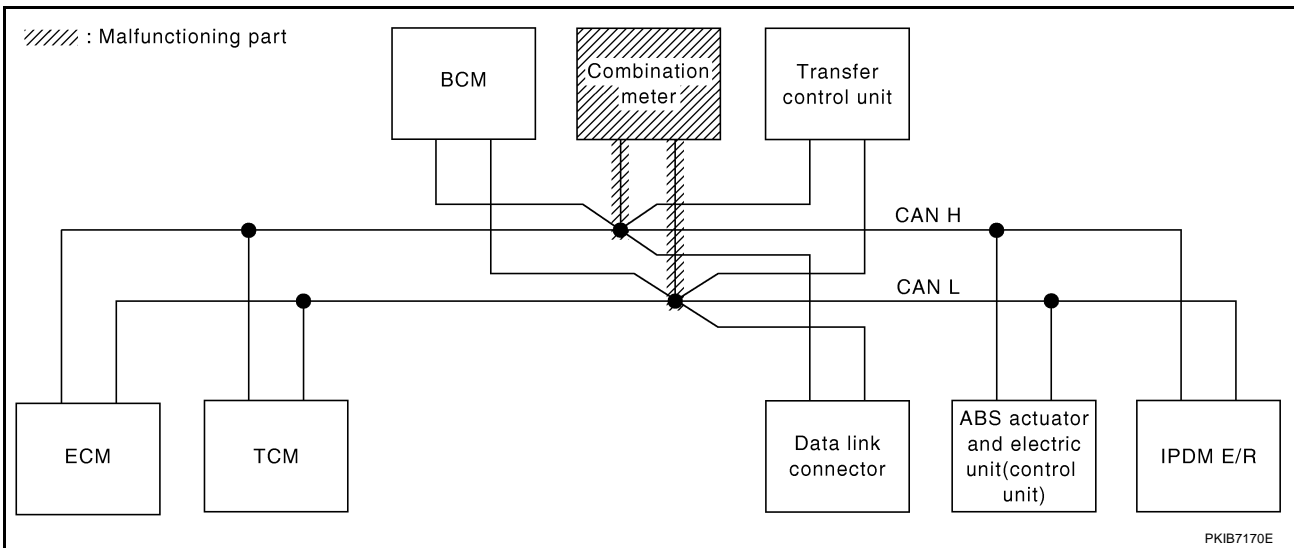 : Malfunctioning part
BCM
Combination
meter
Transfer
control unit
CAN H
CAN L
ECM
TCM
Data link
connector
ABS actuator
and electric
unit(control
unit)
IPDM E/R
PKIB7170E